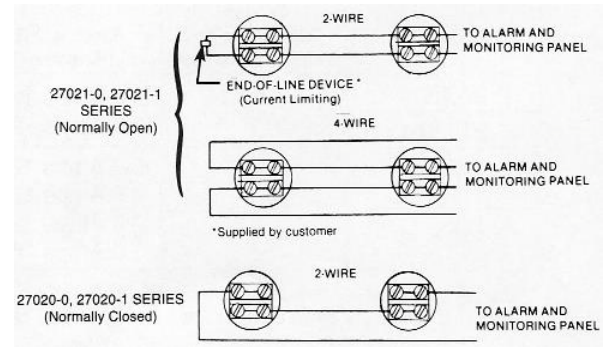 2-WIRE
TO ALARM AND
MONITORING PANEL
END-OF-LINE DEVICE *
(Current Limiting)
27021-0, 27021-1
SERIES
(Normally Open)
4-WIRE
TO ALARM AND
MONITORING PANEL
*Supplied by customer
2-WIRE
27020-0, 27020-1 SERIES
(Normally Closed)
TO ALARM AND
MONITORING PANEL